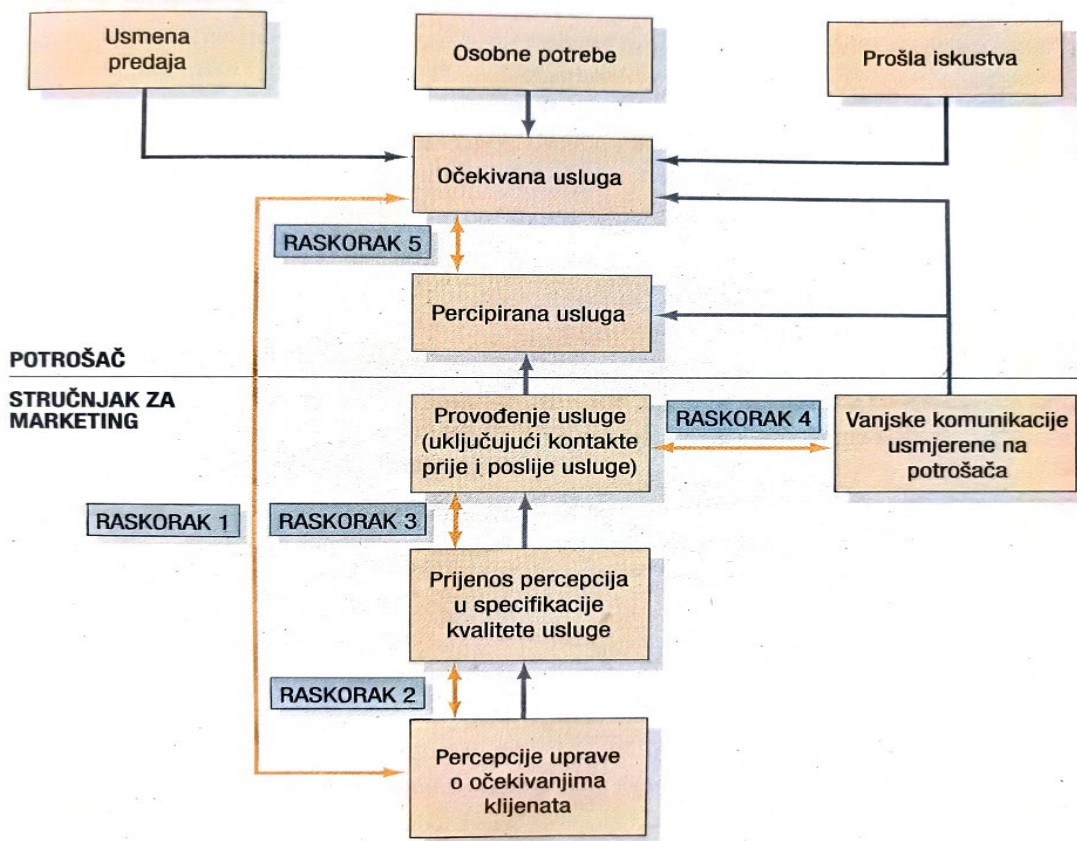 Usmena
predaja
Osobne potrebe
Prošla iskustva
Očekivana usluga
RASKORAK 5
Percipirana usluga
POTROŠAČ
STRUČNJAK ZA
MARKETING
Provođenje usluge
(uključujući kontakte
prije i poslije usluge)
RASKORAK 4
Vanjske komunikacije
usmjerene na
potrošača
RASKORAK 1
RASKORAK 3
Prijenos percepcija
u specifikacije
kvalitete usluge
RASKORAK 2
Percepcije uprave
o očekivanjima
klijenata